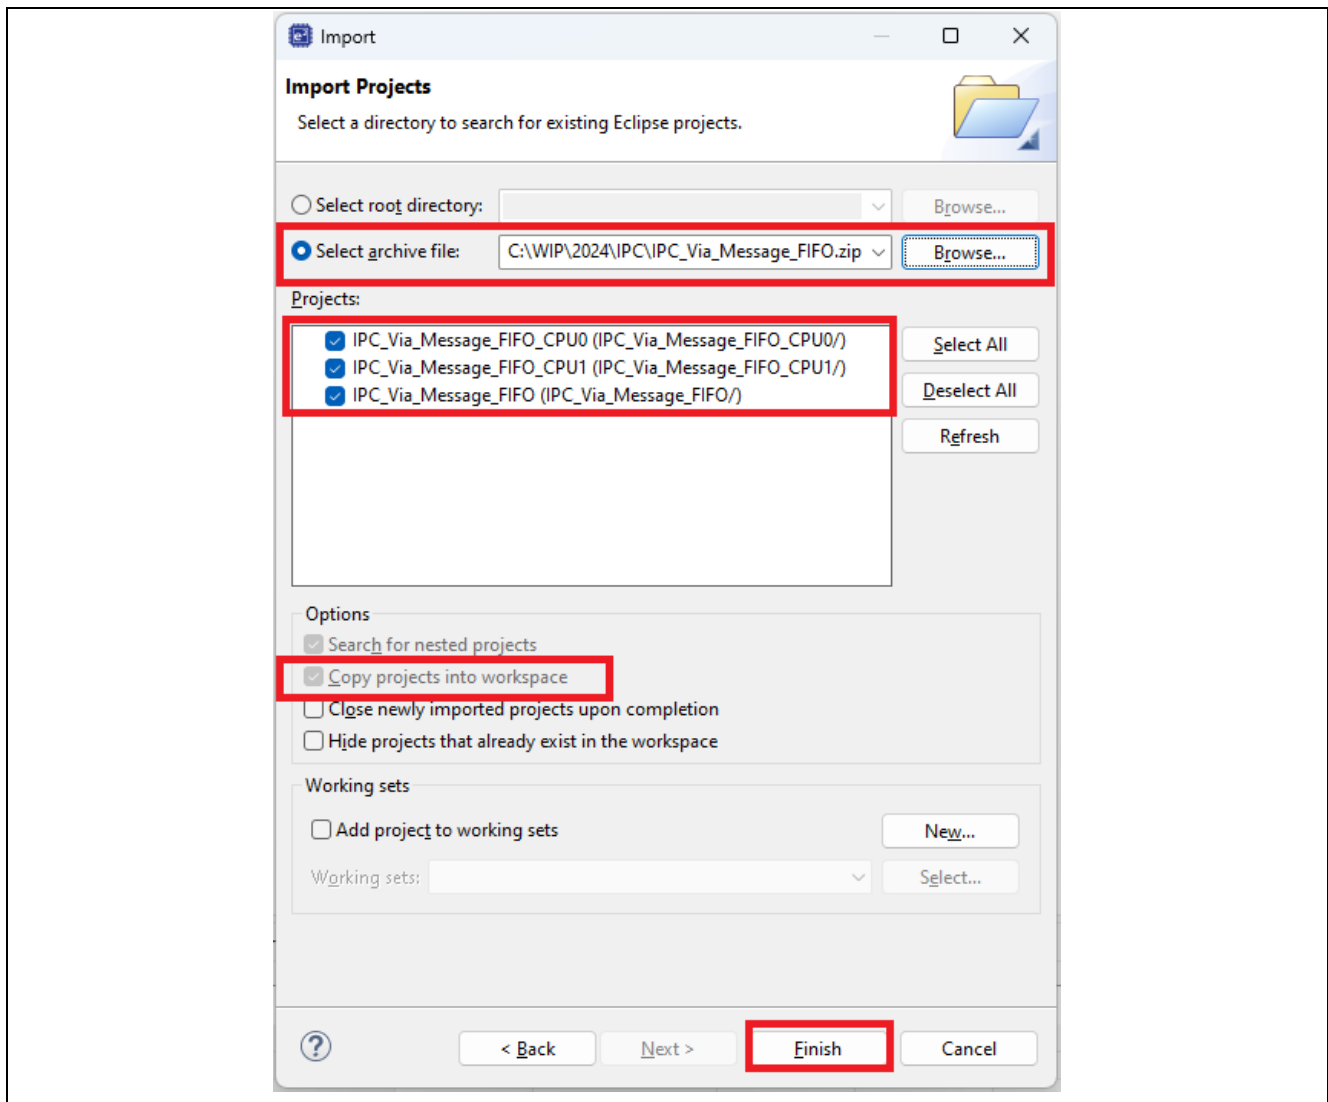 e² Import
Import Projects
Select a directory to search for existing Eclipse projects.
Select root directory:
Browse...
Select archive file:
C:\WIP\2024\IPC\IPC_Via_Message_FIFO.zip
Browse...
Projects:
IPC_Via_Message_FIFO_CPU0 (IPC_Via_Message_FIFO_CPU0/)
IPC_Via_Message_FIFO_CPU1 (IPC_Via_Message_FIFO_CPU1/)
IPC_Via_Message_FIFO (IPC_Via_Message_FIFO/)
Select All
Deselect All
Refresh
Options
Search for nested projects
Copy projects into workspace
Close newly imported projects upon completion
Hide projects that already exist in the workspace
Working sets
Add project to working sets
New...
Working sets:
Select...
?
< Back
Next >
Finish
Cancel